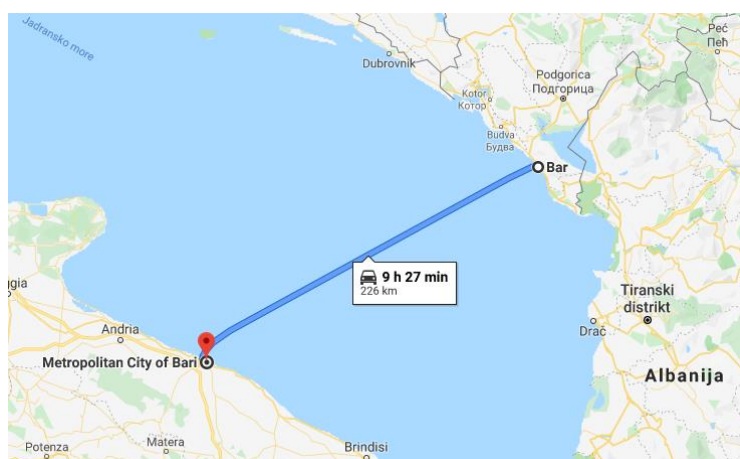 Jadransko more
Dubrovnik
Peć
Пећ
Podgorica
Подгорица
Kotor
Котор
Budva
Будва
Bar
9 h 27 min
226 km
ggia
Tiranski
distrikt
Andria
Drač
Metropolitan City of Bari
Albanija
Matera
Potenza
Brindisi